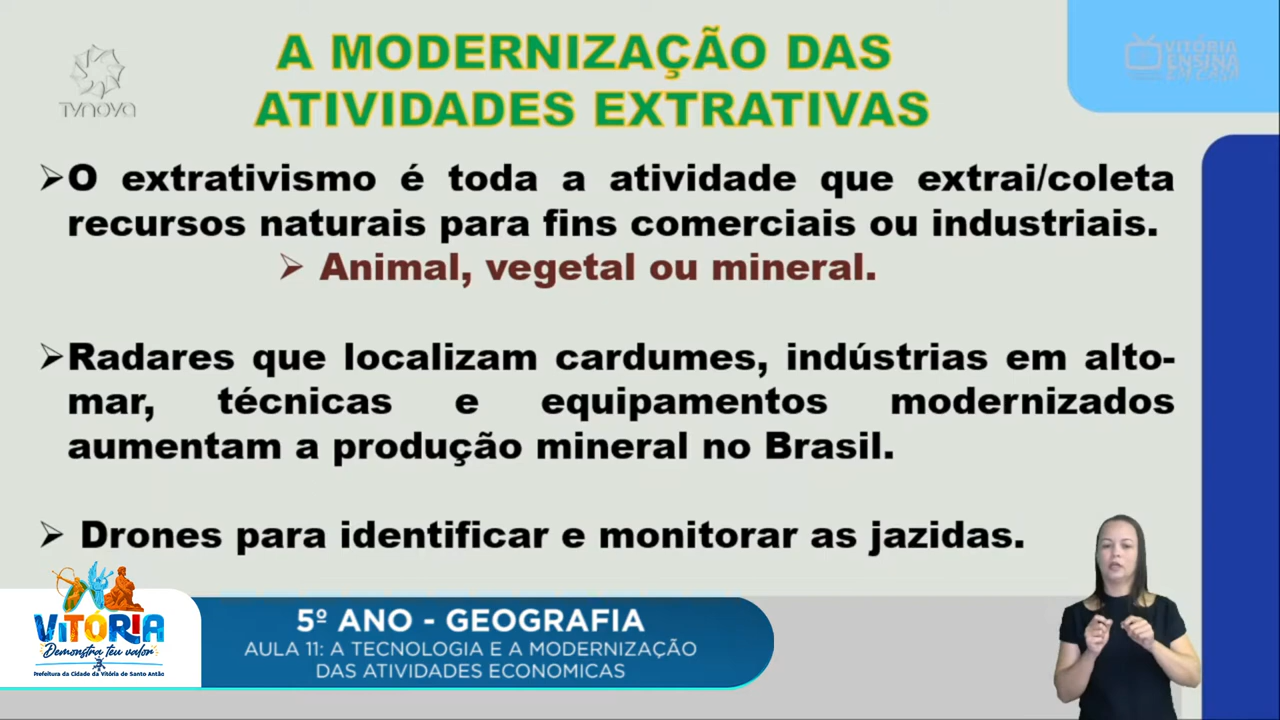 A MODERNIZAÇÃO DAS
ATIVIDADES EXTRATIVAS
TVNOVA
VITÓRIA
ENSINA
EM CASA
O extrativismo é toda a atividade que extrai/coleta
recursos naturais para fins comerciais ou industriais.
Animal, vegetal ou mineral.
Radares que localizam cardumes, indústrias em alto-
mar, técnicas e equipamentos modernizados
aumentam a produção mineral no Brasil.
Drones para identificar e monitorar as jazidas.
VITÓRIA
Demonstra teu valor
Prefeitura da Cidade da Vitória de Santo Antão
5º ANO - GEOGRAFIA
AULA 11: A TECNOLOGIA E A MODERNIZAÇÃO
DAS ATIVIDADES ECONOMICAS